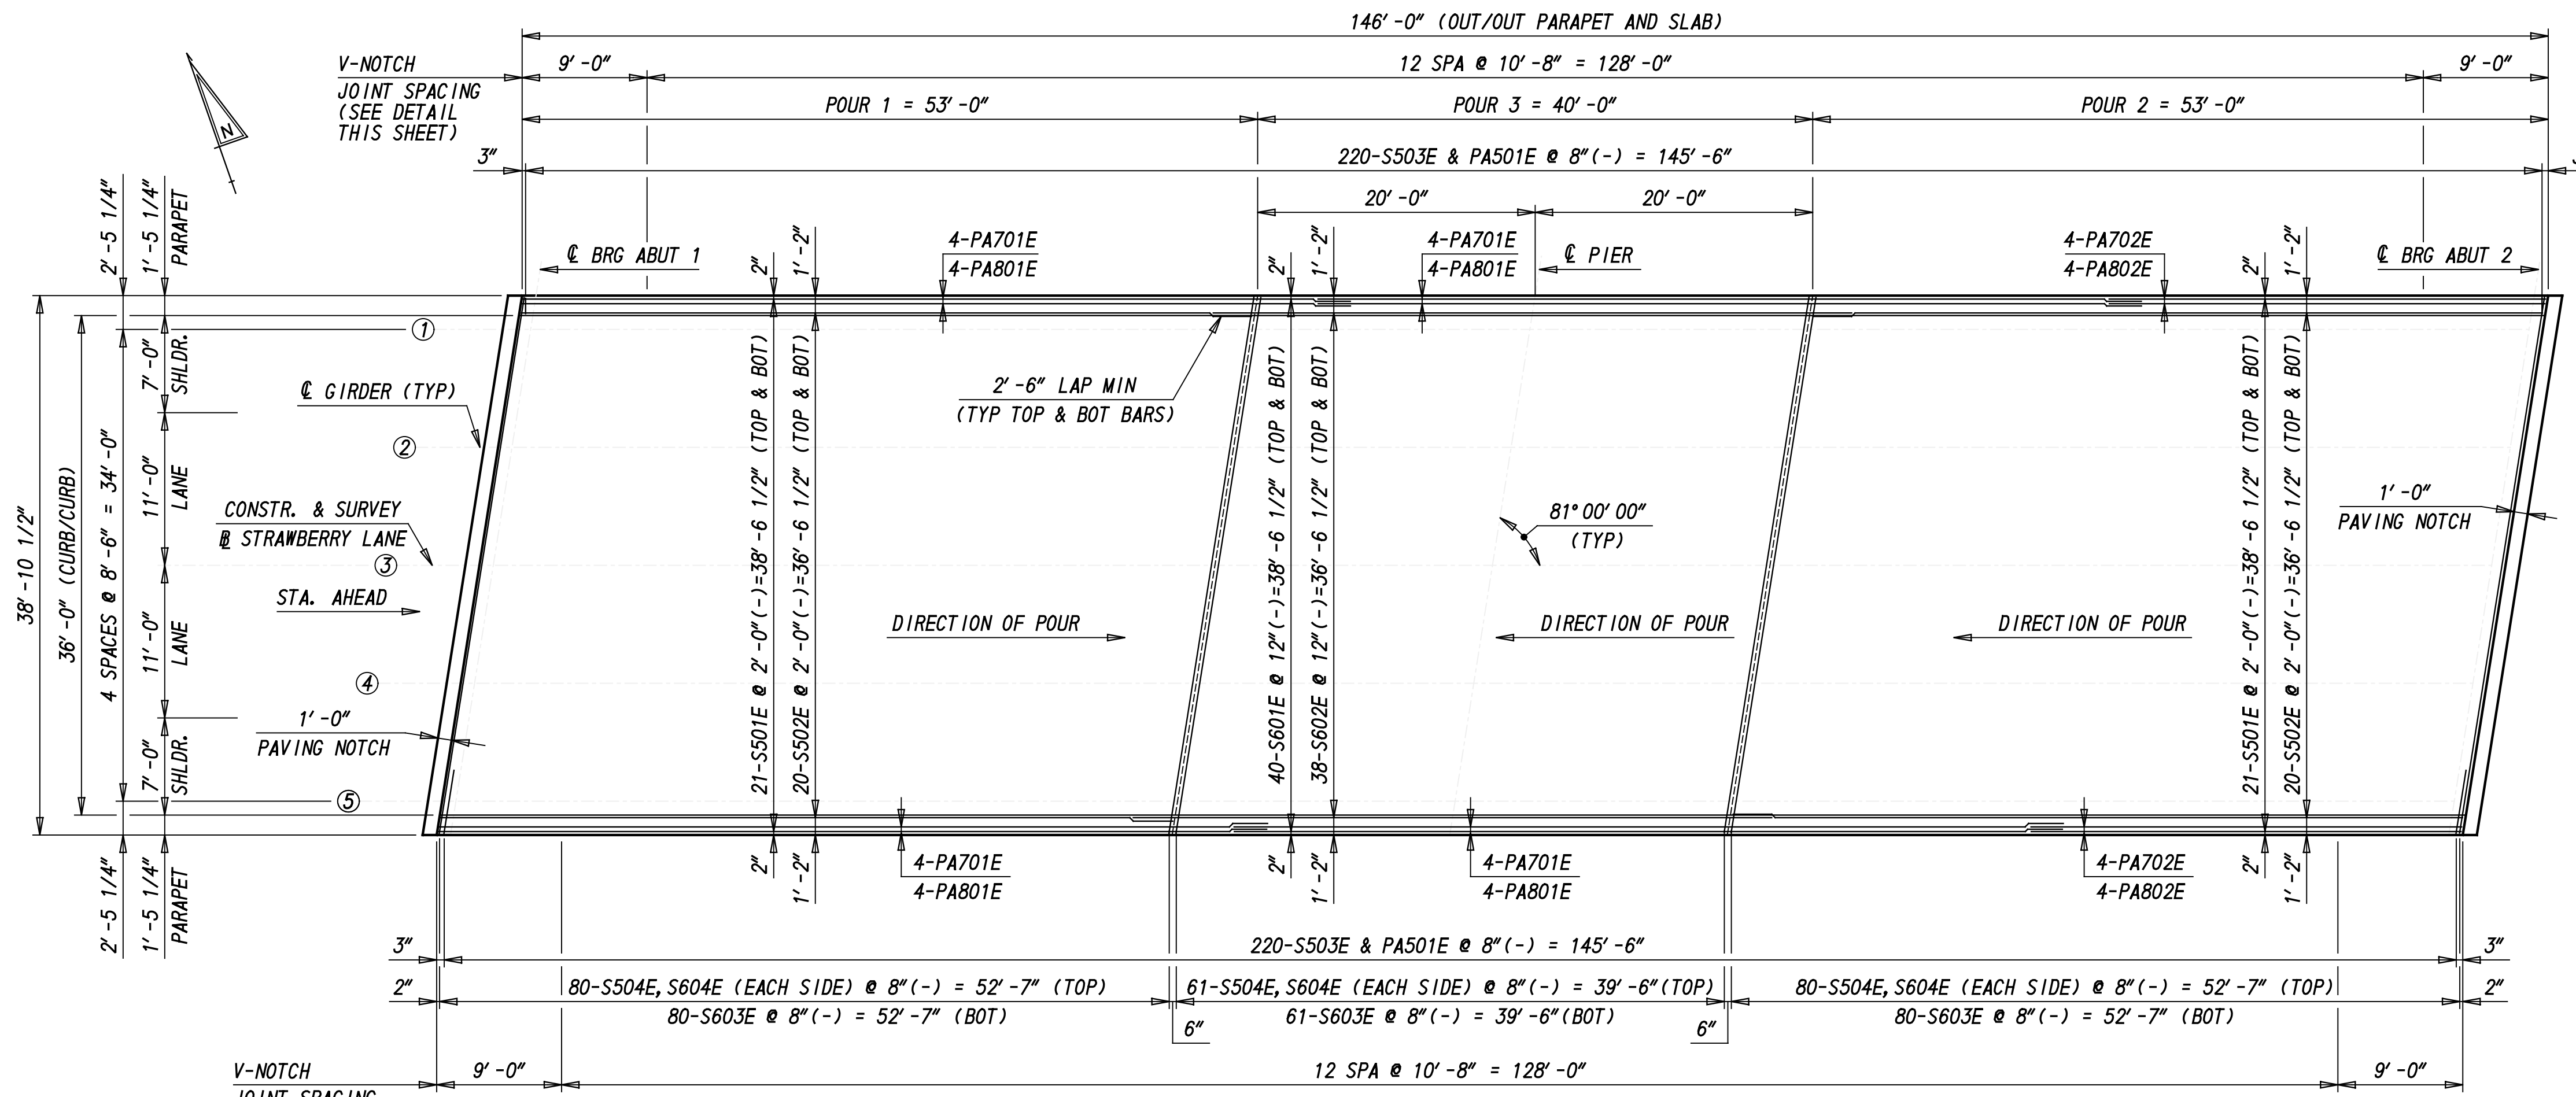 146'-0" (OUT/OUT PARAPET AND SLAB)
V-NOTCH
JOINT SPACING
(SEE DETAIL
THIS SHEET)
9'-0"
12 SPA @ 10'-8" = 128'-0"
9'-0"
POUR 1 = 53'-0"
POUR 3 = 40'-0"
POUR 2 = 53'-0"
3"
220-S503E & PA501E @ 8"(-) = 145'-6"
20'-0"
20'-0"
N
2'-5 1/4"
1'-5 1/4"
PARAPET
℄ BRG ABUT 1
2"
1'-2"
4-PA701E
4-PA801E
2"
1'-2"
4-PA701E
4-PA801E
℄ PIER
4-PA702E
4-PA802E
2"
1'-2"
℄ BRG ABUT 2
1
2
3
4
5
38'-10 1/2"
36'-0" (CURB/CURB)
4 SPACES @ 8'-6" = 34'-0"
7'-0"
SHLDR.
11'-0"
LANE
11'-0"
LANE
7'-0"
SHLDR.
℄ GIRDER (TYP)
CONSTR. & SURVEY
BL STRAWBERRY LANE
STA. AHEAD
1'-0"
PAVING NOTCH
21-S501E @ 2'-0"(-)=38'-6 1/2" (TOP & BOT)
20-S502E @ 2'-0"(-)=36'-6 1/2" (TOP & BOT)
2'-6" LAP MIN
(TYP TOP & BOT BARS)
40-S601E @ 12"(-)=38'-6 1/2" (TOP & BOT)
38-S602E @ 12"(-)=36'-6 1/2" (TOP & BOT)
81°00'00"
(TYP)
21-S501E @ 2'-0"(-)=38'-6 1/2" (TOP & BOT)
20-S502E @ 2'-0"(-)=36'-6 1/2" (TOP & BOT)
1'-0"
PAVING NOTCH
DIRECTION OF POUR
DIRECTION OF POUR
DIRECTION OF POUR
2'-5 1/4"
1'-5 1/4"
PARAPET
2"
1'-2"
4-PA701E
4-PA801E
2"
1'-2"
4-PA701E
4-PA801E
4-PA702E
4-PA802E
2"
1'-2"
3"
220-S503E & PA501E @ 8"(-) = 145'-6"
3"
2"
80-S504E,S604E (EACH SIDE) @ 8"(-) = 52'-7" (TOP)
61-S504E,S604E (EACH SIDE) @ 8"(-) = 39'-6"(TOP)
80-S504E,S604E (EACH SIDE) @ 8"(-) = 52'-7" (TOP)
2"
80-S603E @ 8"(-) = 52'-7" (BOT)
6"
61-S603E @ 8"(-) = 39'-6"(BOT)
6"
80-S603E @ 8"(-) = 52'-7" (BOT)
V-NOTCH
JOINT SPACING
9'-0"
12 SPA @ 10'-8" = 128'-0"
9'-0"